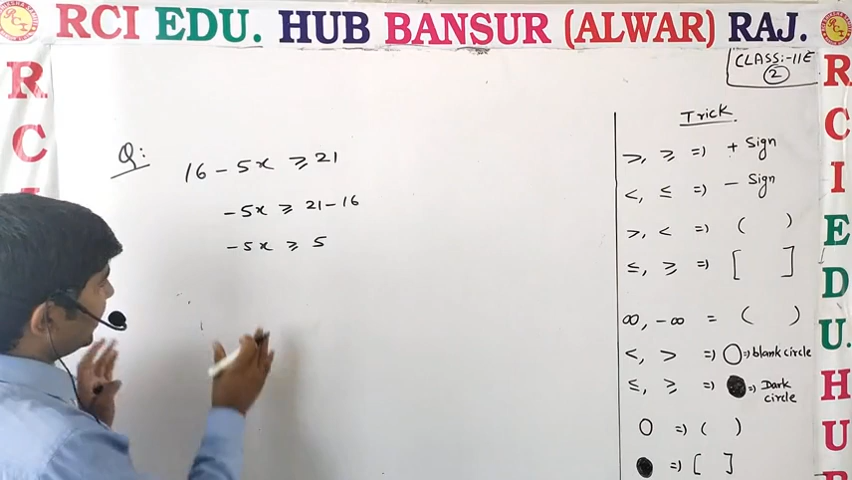 RCI EDU. HUB BANSUR (ALWAR) RAJ.
CLASS:-11E
2
R
C
I
R
C
I
E
D
U.
H
U
Q:
16 - 5x ≥ 21
-5x ≥ 21 - 16
-5x ≥ 5
Trick
>, ≥ => + Sign
<, ≤ => - Sign
>, < => ( )
≤, ≥ => [ ]
∞, -∞ = ( )
<, > => ○ => blank circle
≤, ≥ => ● => Dark circle
○ => ( )
● => [ ]